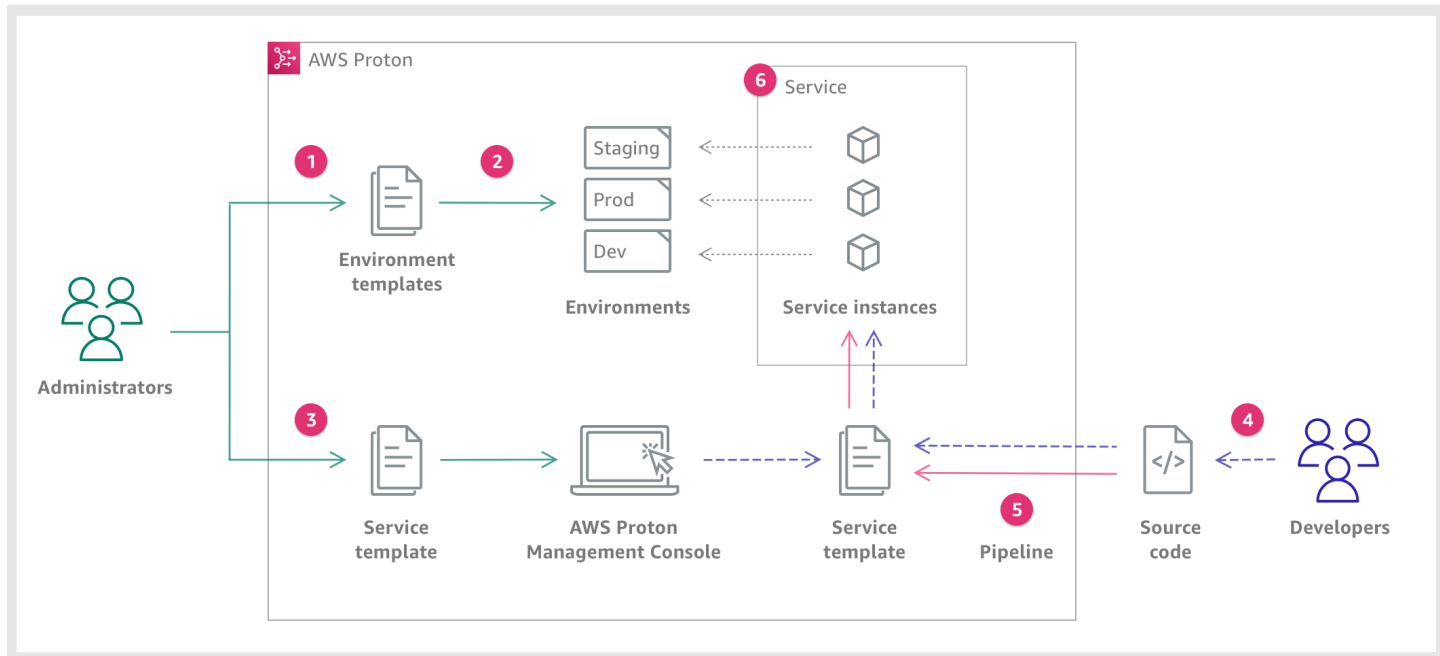 AWS Proton
6
Service
1
2
Staging
Prod
Dev
Environment
templates
Environments
Service instances
Administrators
3
4
</>
5
Service
template
AWS Proton
Management Console
Service
template
Pipeline
Source
code
Developers